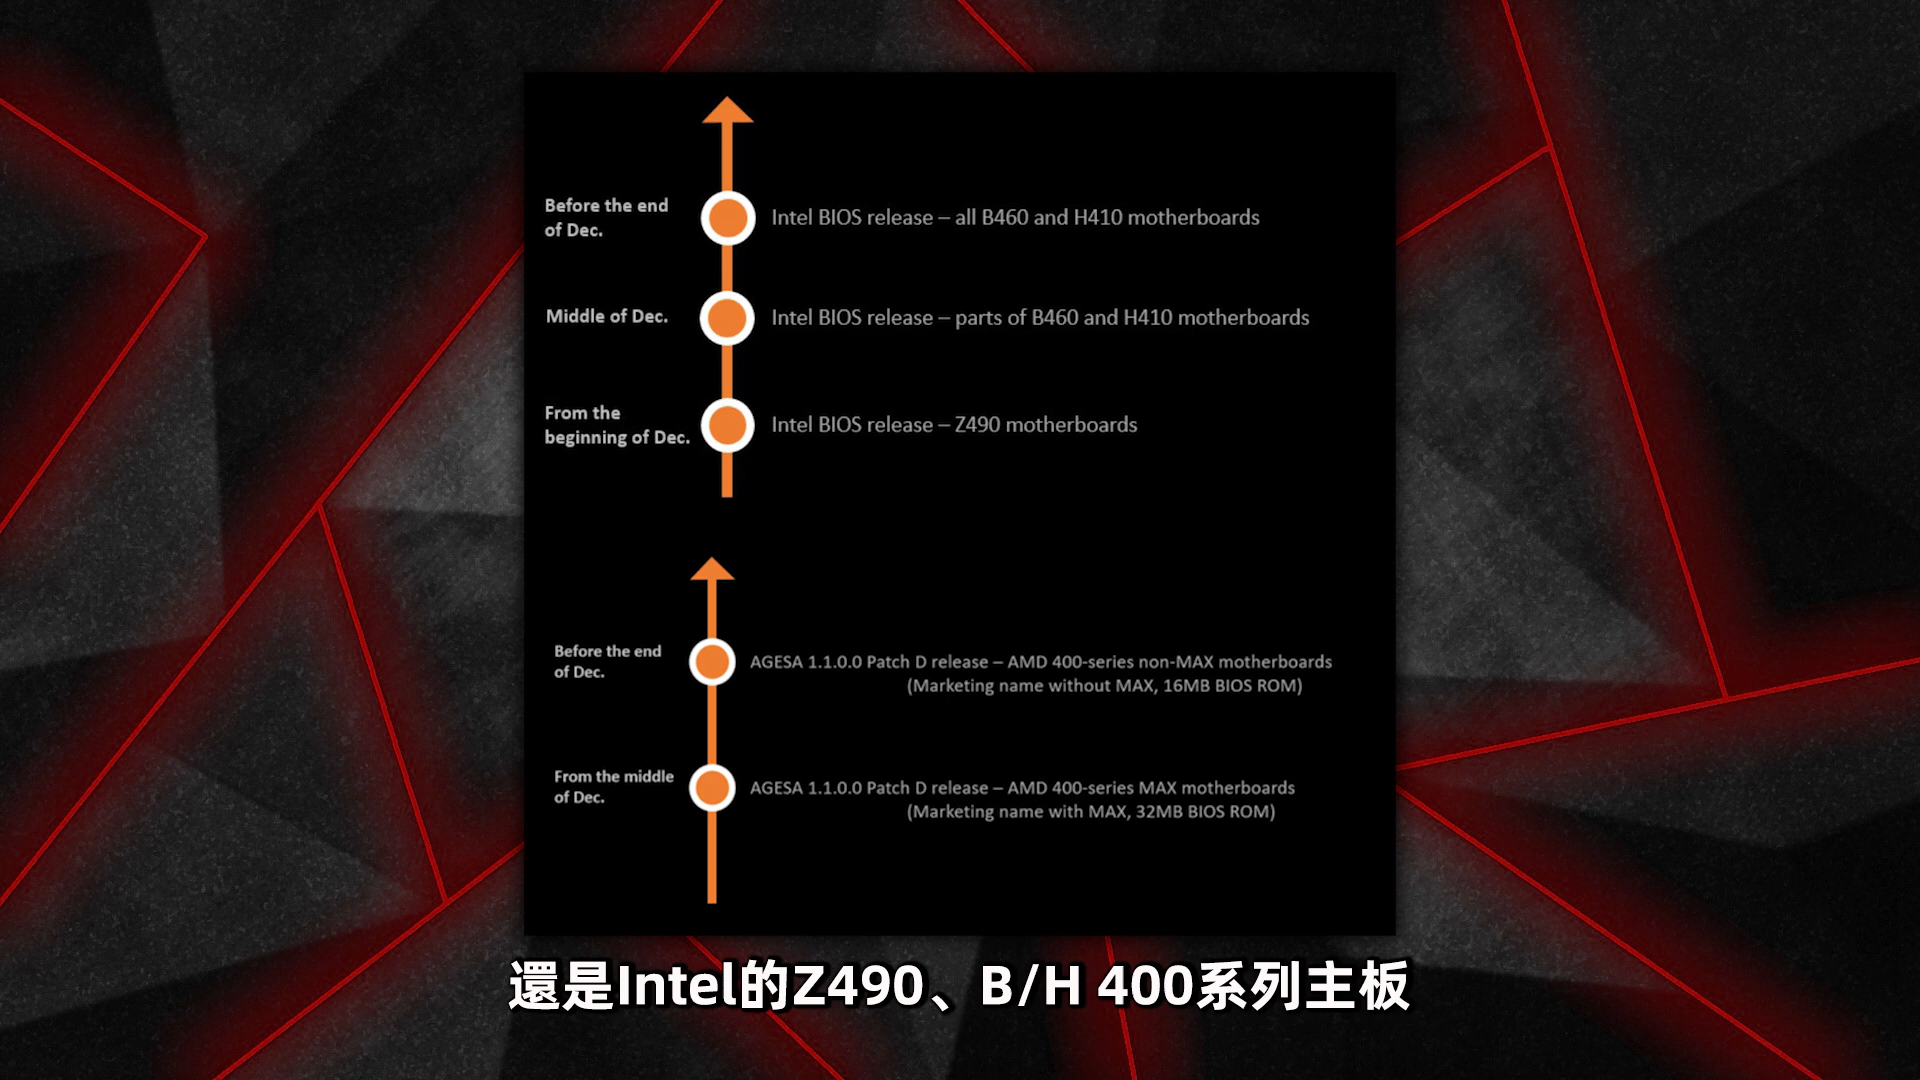 Before the end
of Dec.
Intel BIOS release – all B460 and H410 motherboards
Middle of Dec.
Intel BIOS release – parts of B460 and H410 motherboards
From the
beginning of Dec.
Intel BIOS release – Z490 motherboards
Before the end
of Dec.
AGESA 1.1.0.0 Patch D release – AMD 400-series non-MAX motherboards
(Marketing name without MAX, 16MB BIOS ROM)
From the middle
of Dec.
AGESA 1.1.0.0 Patch D release – AMD 400-series MAX motherboards
(Marketing name with MAX, 32MB BIOS ROM)
還是Intel的Z490、B/H 400系列主板